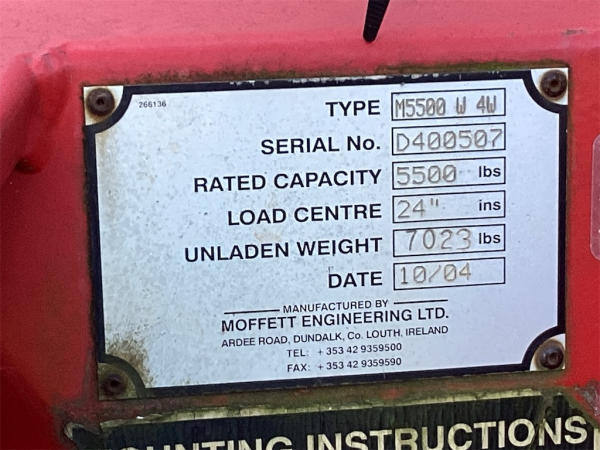 266136
TYPE M5500 W 4W
SERIAL No. D400507
RATED CAPACITY 5500 lbs
LOAD CENTRE 24" ins
UNLADEN WEIGHT 7023 lbs
DATE 10/04
MANUFACTURED BY
MOFFETT ENGINEERING LTD.
ARDEE ROAD, DUNDALK, Co. LOUTH. IRELAND
TEL: + 353 42 9359500
FAX: + 353 42 9359590
INSTRUCTIONS